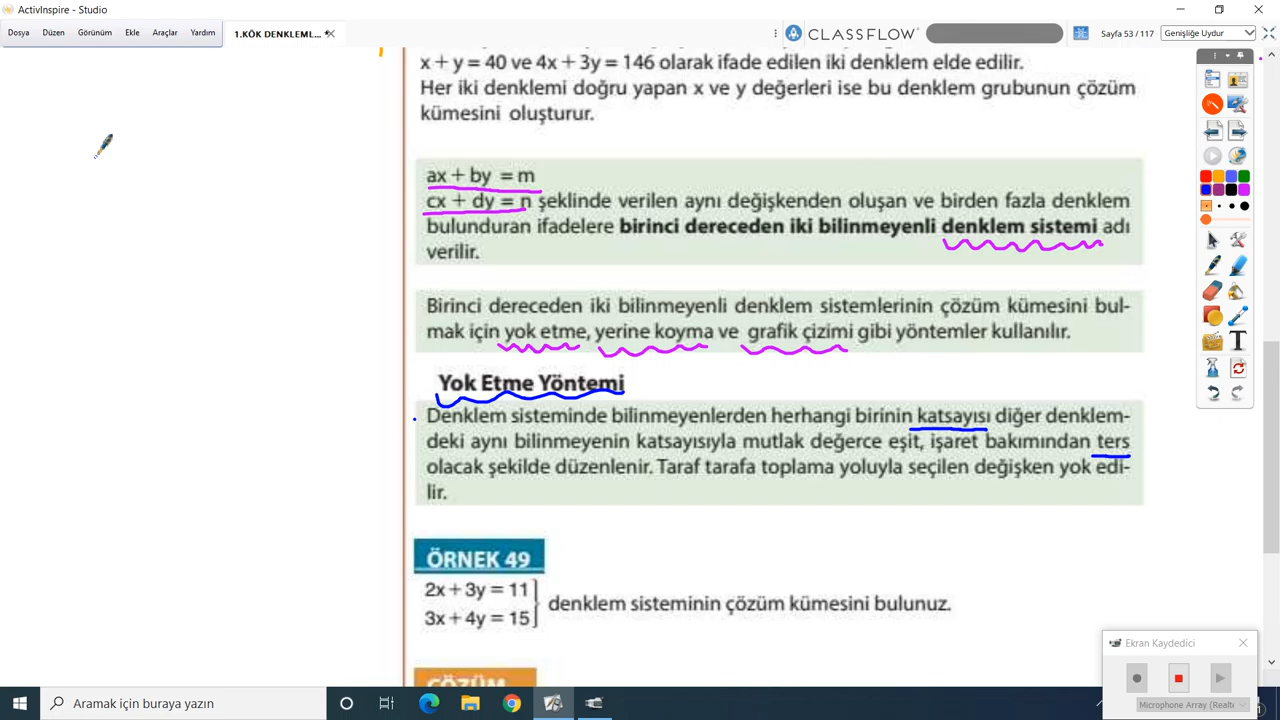 ActivInspire - Studio
Dosya Düzen Görünüm Ekle Araçlar Yardım
1.KÖK DENKLEML...
CLASSFLOW
Sayfa 53 / 117
Genişliğe Uydur
x + y = 40 ve 4x + 3y = 146 olarak ifade edilen iki denklem elde edilir.
Her iki denklemi doğru yapan x ve y değerleri ise bu denklem grubunun çözüm
kümesini oluşturur.
ax + by = m
cx + dy = n şeklinde verilen aynı değişkenden oluşan ve birden fazla denklem
bulunduran ifadelere birinci dereceden iki bilinmeyenli denklem sistemi adı
verilir.
Birinci dereceden iki bilinmeyenli denklem sistemlerinin çözüm kümesini bul-
mak için yok etme, yerine koyma ve grafik çizimi gibi yöntemler kullanılır.
Yok Etme Yöntemi
Denklem sisteminde bilinmeyenlerden herhangi birinin katsayısı diğer denklem-
deki aynı bilinmeyenin katsayısıyla mutlak değerce eşit, işaret bakımından ters
olacak şekilde düzenlenir. Taraf tarafa toplama yoluyla seçilen değişken yok edi-
lir.
ÖRNEK 49
2x + 3y = 11
3x + 4y = 15
denklem sisteminin çözüm kümesini bulunuz.
ÇÖZÜM
Ekran Kaydedici
Microphone Array (Realte
Aramak için buraya yazın